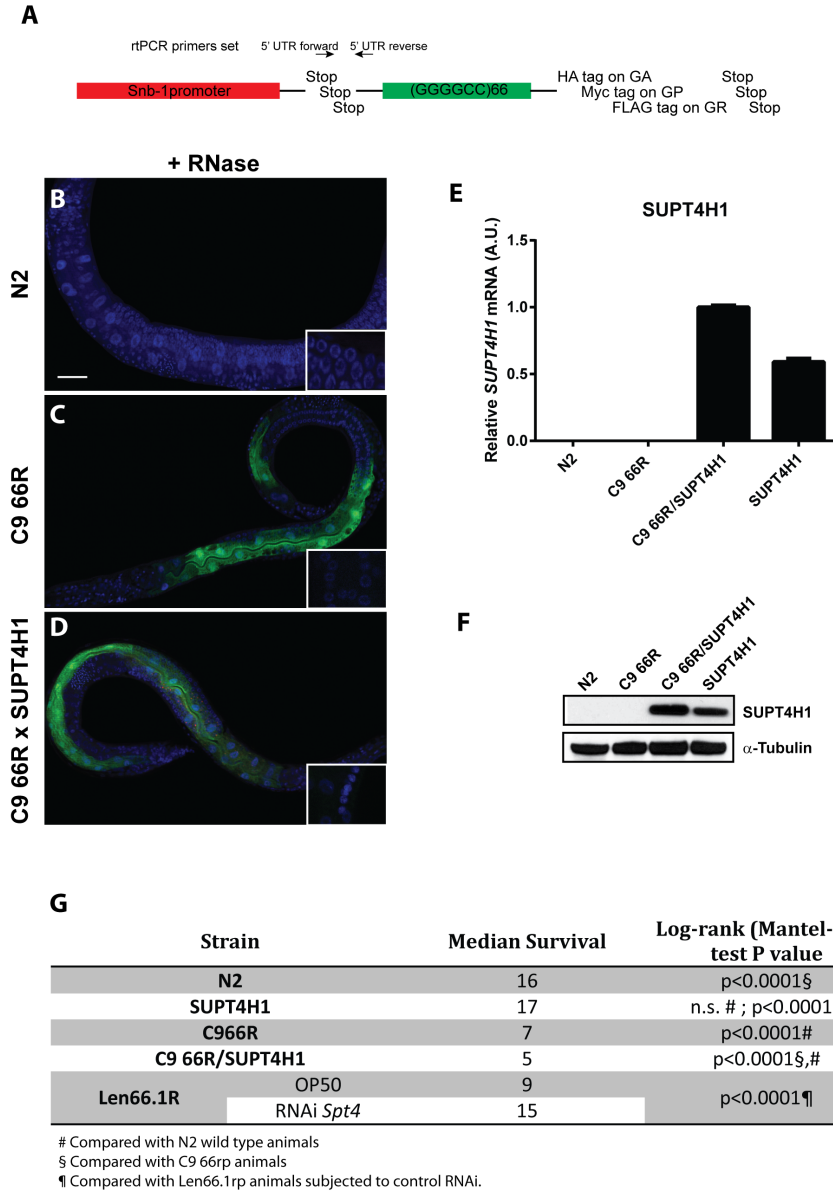 A
rtPCR primers set
5' UTR forward
5' UTR reverse
Snb-1promoter
Stop
Stop
Stop
(GGGGCC)66
HA tag on GA
Myc tag on GP
FLAG tag on GR
Stop
Stop
Stop
+ RNase
B
N2
C
C9 66R
D
C9 66R x SUPT4H1
E
SUPT4H1
Relative SUPT4H1 mRNA (A.U.)
1.5
1.0
0.5
0.0
N2
C9 66R
C9 66R/SUPT4H1
SUPT4H1
F
N2
C9 66R
C9 66R/SUPT4H1
SUPT4H1
SUPT4H1
α-Tubulin
G
Strain Median Survival Log-rank (Mantel-
test P value
N2 16 p<0.0001§
SUPT4H1 17 n.s. # ; p<0.0001
C966R 7 p<0.0001#
C9 66R/SUPT4H1 5 p<0.0001§,#
Len66.1R OP50 9 p<0.0001¶
RNAi Spt4 15
# Compared with N2 wild type animals
§ Compared with C9 66rp animals
¶ Compared with Len66.1rp animals subjected to control RNAi.